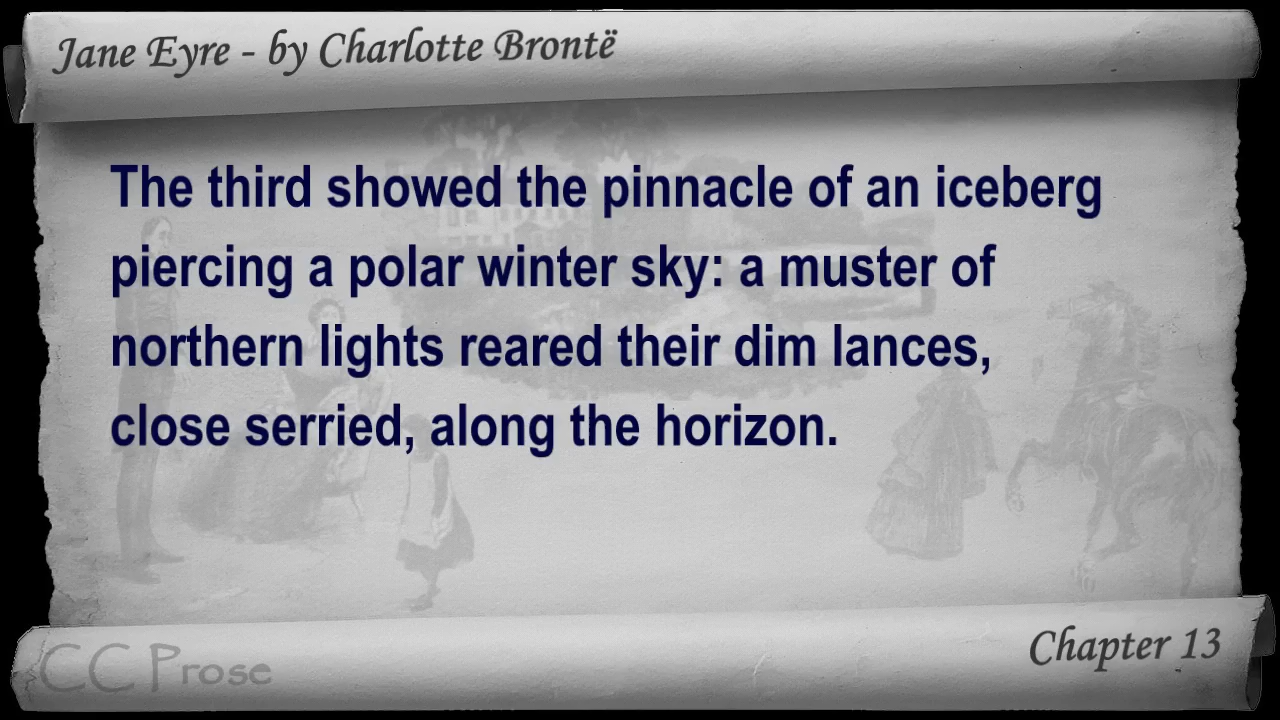 Jane Eyre - by Charlotte Brontë
The third showed the pinnacle of an iceberg
piercing a polar winter sky: a muster of
northern lights reared their dim lances,
close serried, along the horizon.
CC Prose
Chapter 13